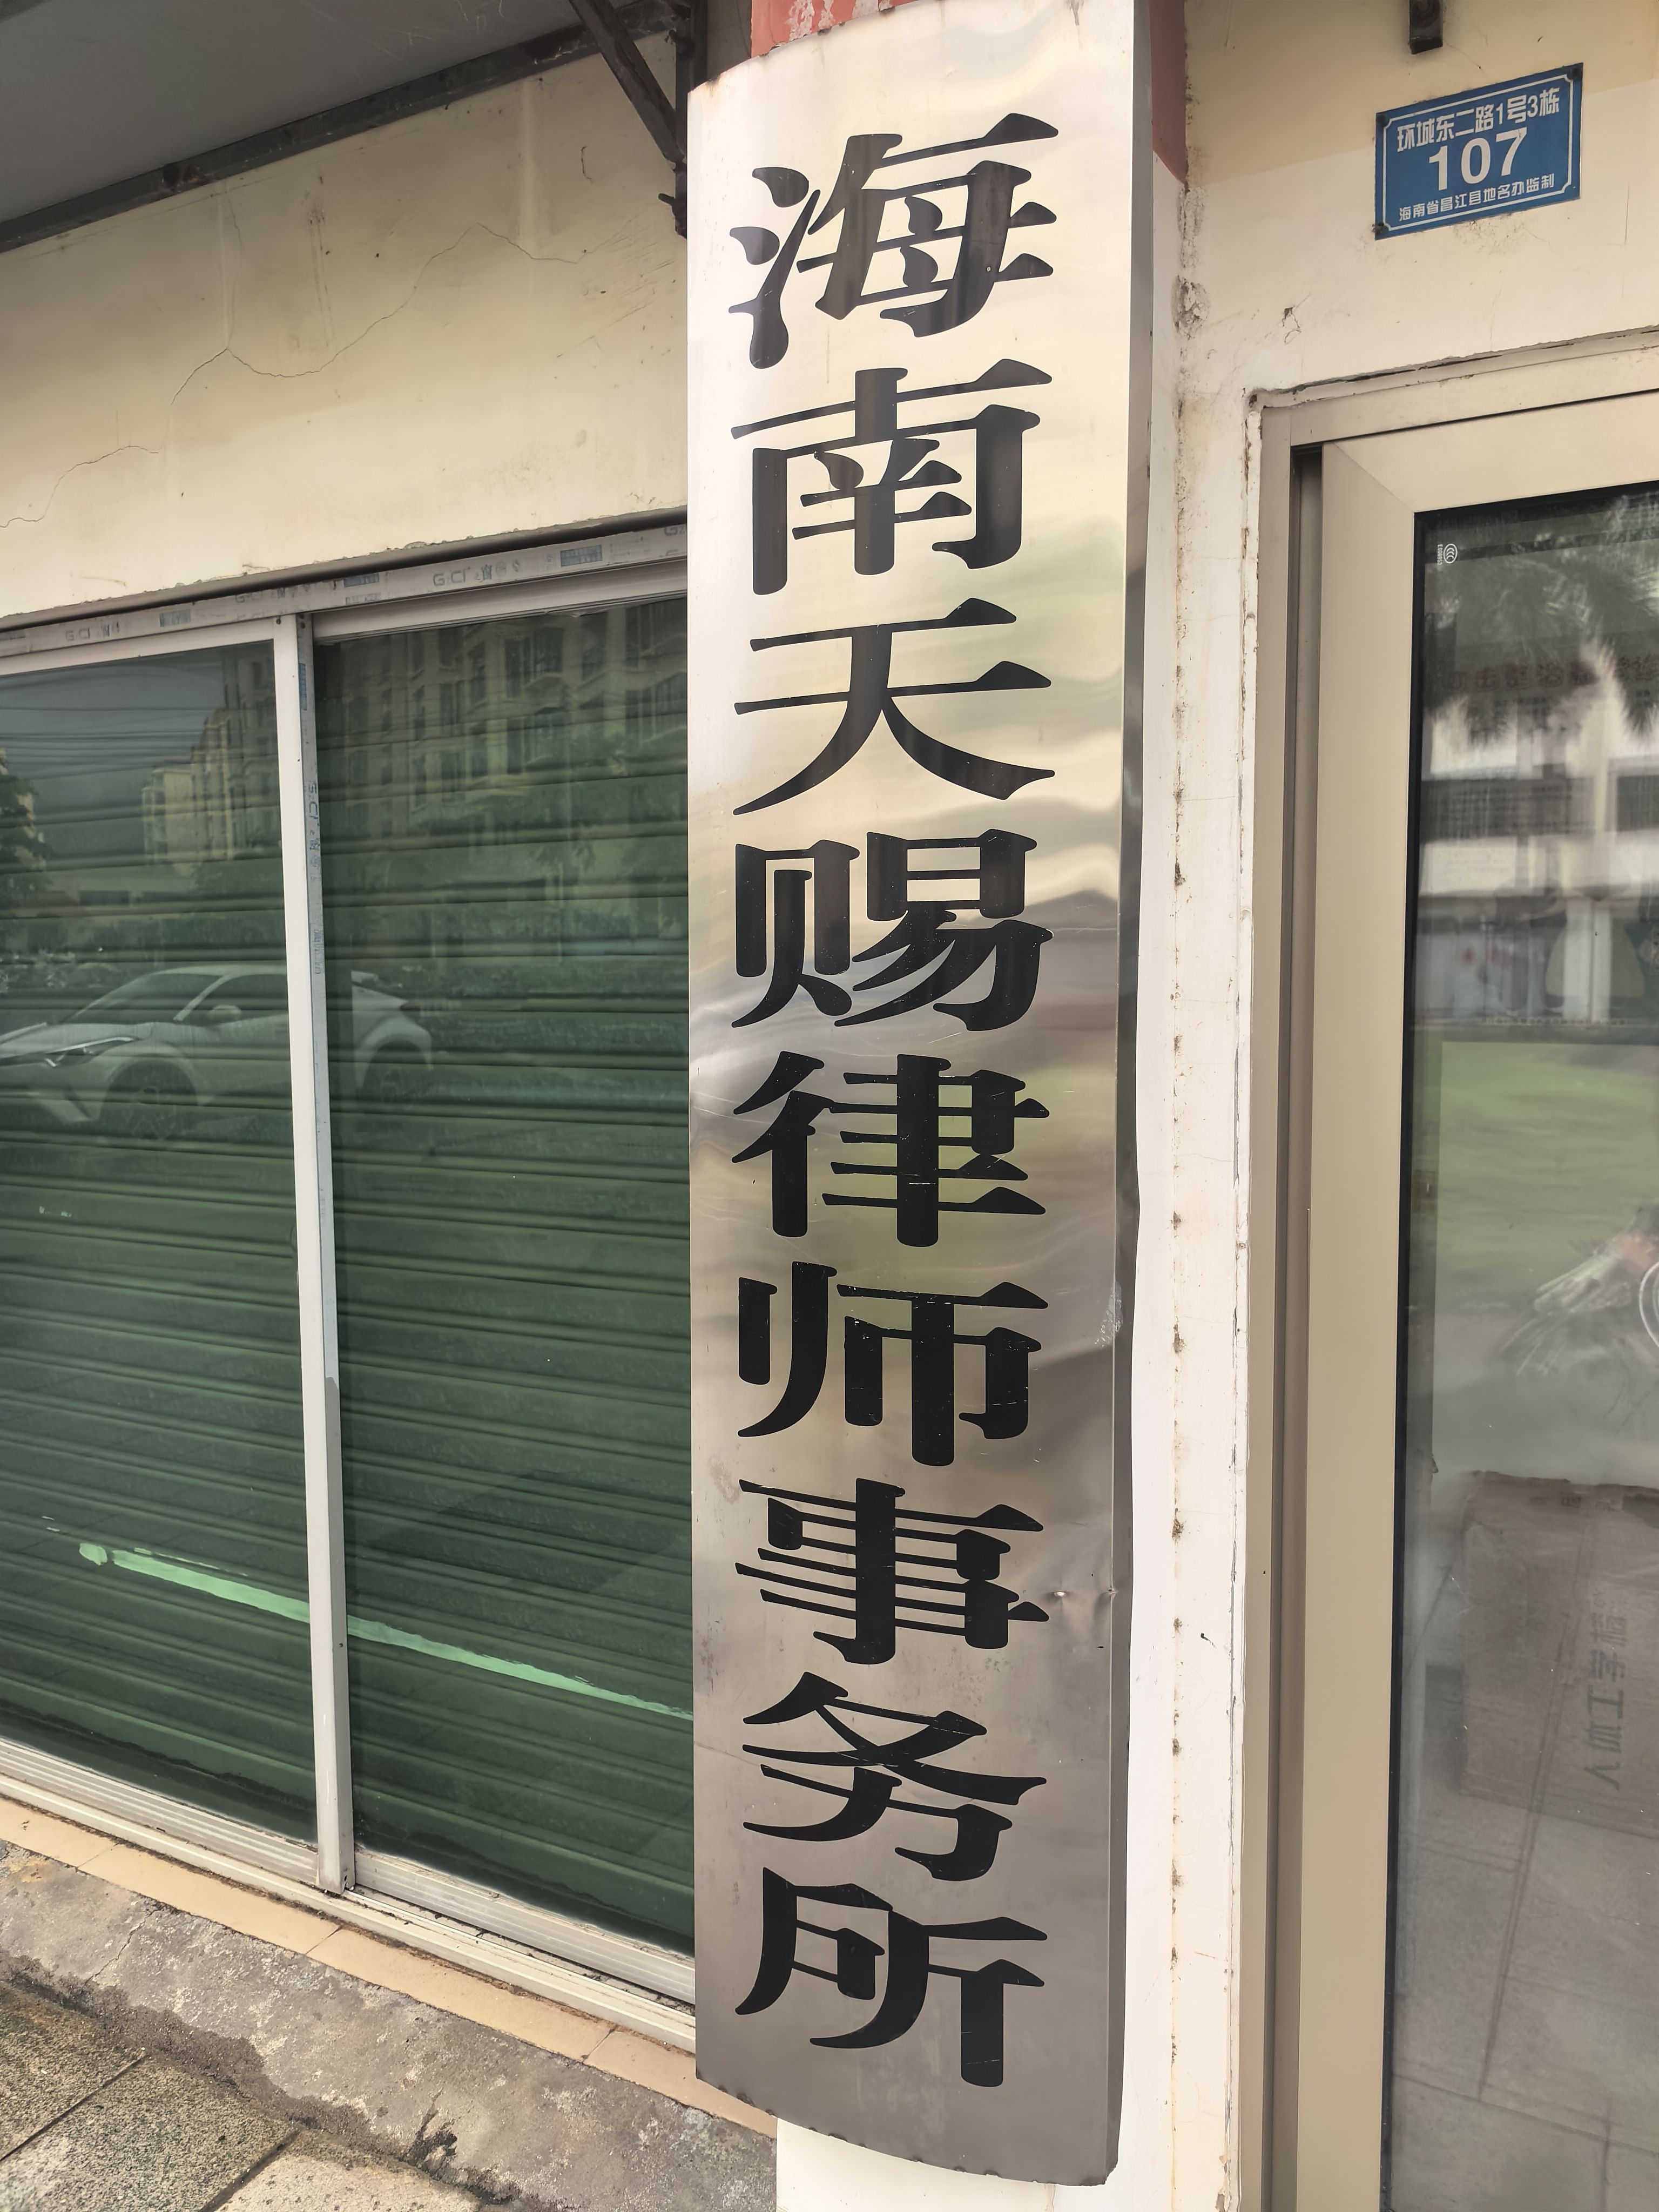 海南天赐律师事务所
环城东二路1号3栋
107
海南省昌江县地名办监制